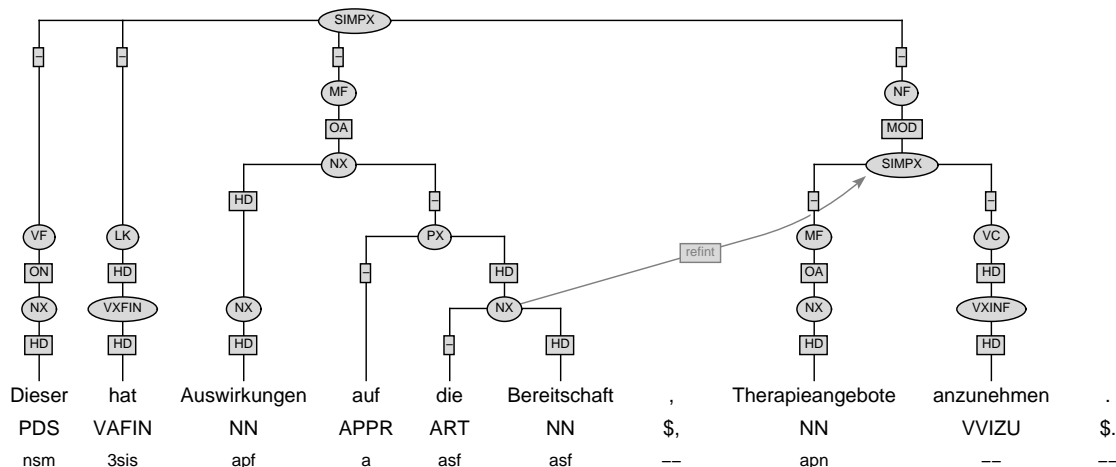 SIMPX
– – – –
MF NF
OA MOD
NX SIMPX
HD – – –
VF LK PX MF VC
refint
ON HD – HD OA HD
NX VXFIN NX NX NX VXINF
HD HD HD – HD HD HD
Dieser hat Auswirkungen auf die Bereitschaft , Therapieangebote anzunehmen .
PDS VAFIN NN APPR ART NN $, NN VVIZU $.
nsm 3sis apf a asf asf −− apn −− −−